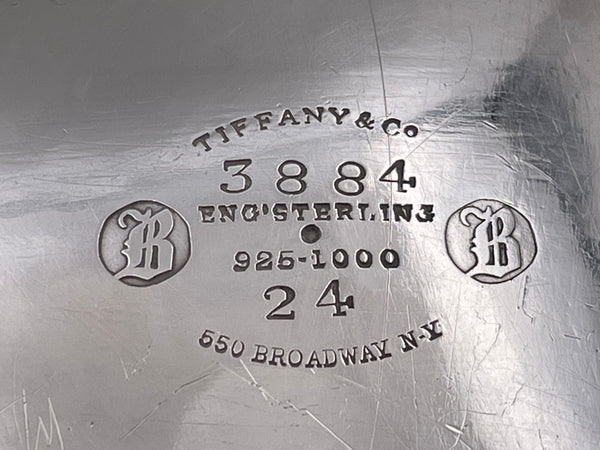 TIFFANY & Co
3884
ENG'STERLING
925-1000
24
550 BROADWAY N-Y